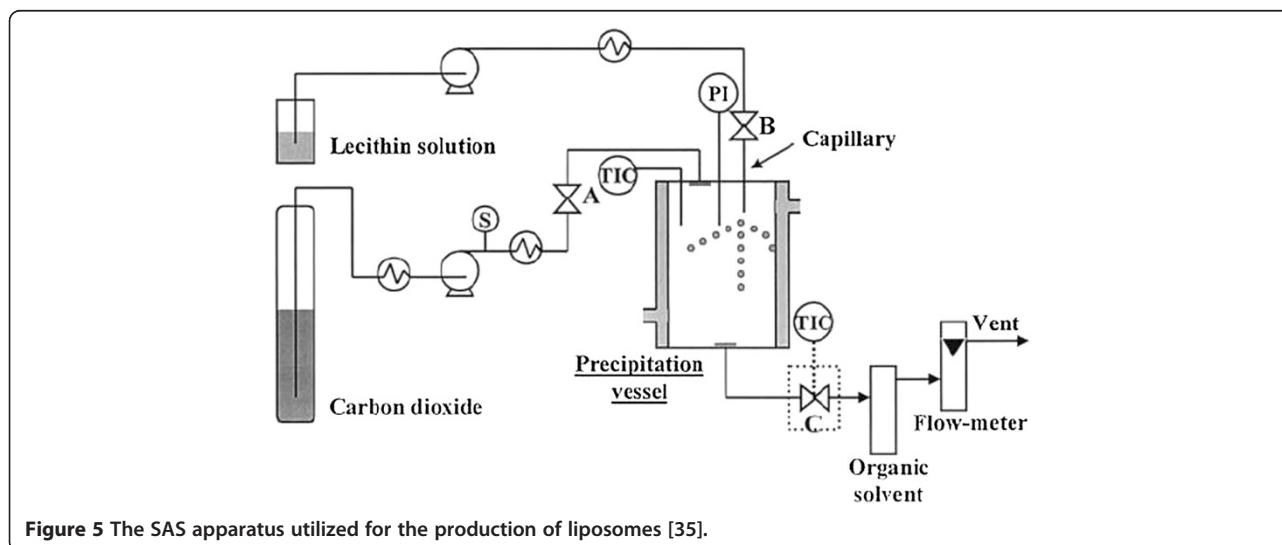 PI
B
Capillary
Lecithin solution
TIC
A
S
TIC
Precipitation
vessel
Carbon dioxide
C
Vent
Flow-meter
Organic
solvent
Figure 5 The SAS apparatus utilized for the production of liposomes [35].